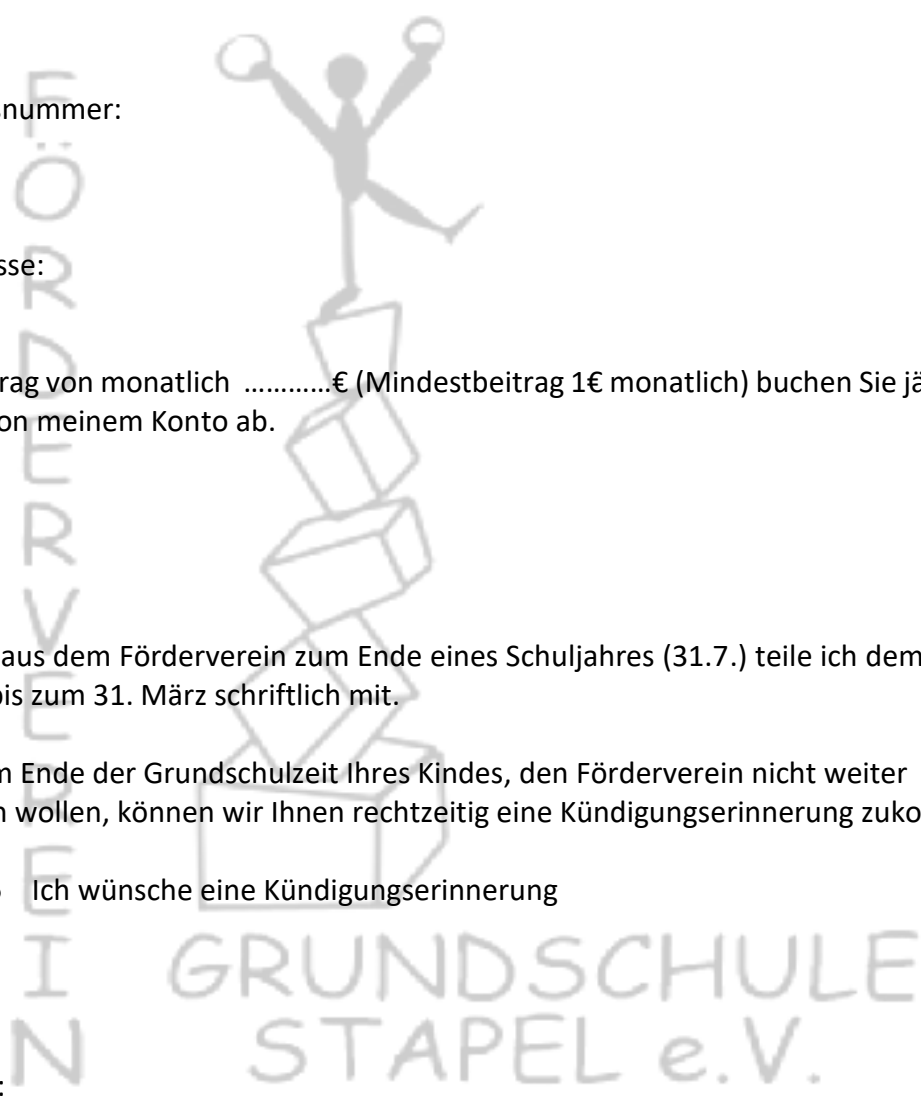 snummer:
sse:
rag von monatlich …………€ (Mindestbeitrag 1€ monatlich) buchen Sie jä
on meinem Konto ab.
aus dem Förderverein zum Ende eines Schuljahres (31.7.) teile ich dem
bis zum 31. März schriftlich mit.
m Ende der Grundschulzeit Ihres Kindes, den Förderverein nicht weiter
n wollen, können wir Ihnen rechtzeitig eine Kündigungserinnerung zuko
Ich wünsche eine Kündigungserinnerung
:
FÖRDERVEREIN
GRUNDSCHULE
STAPEL e.V.